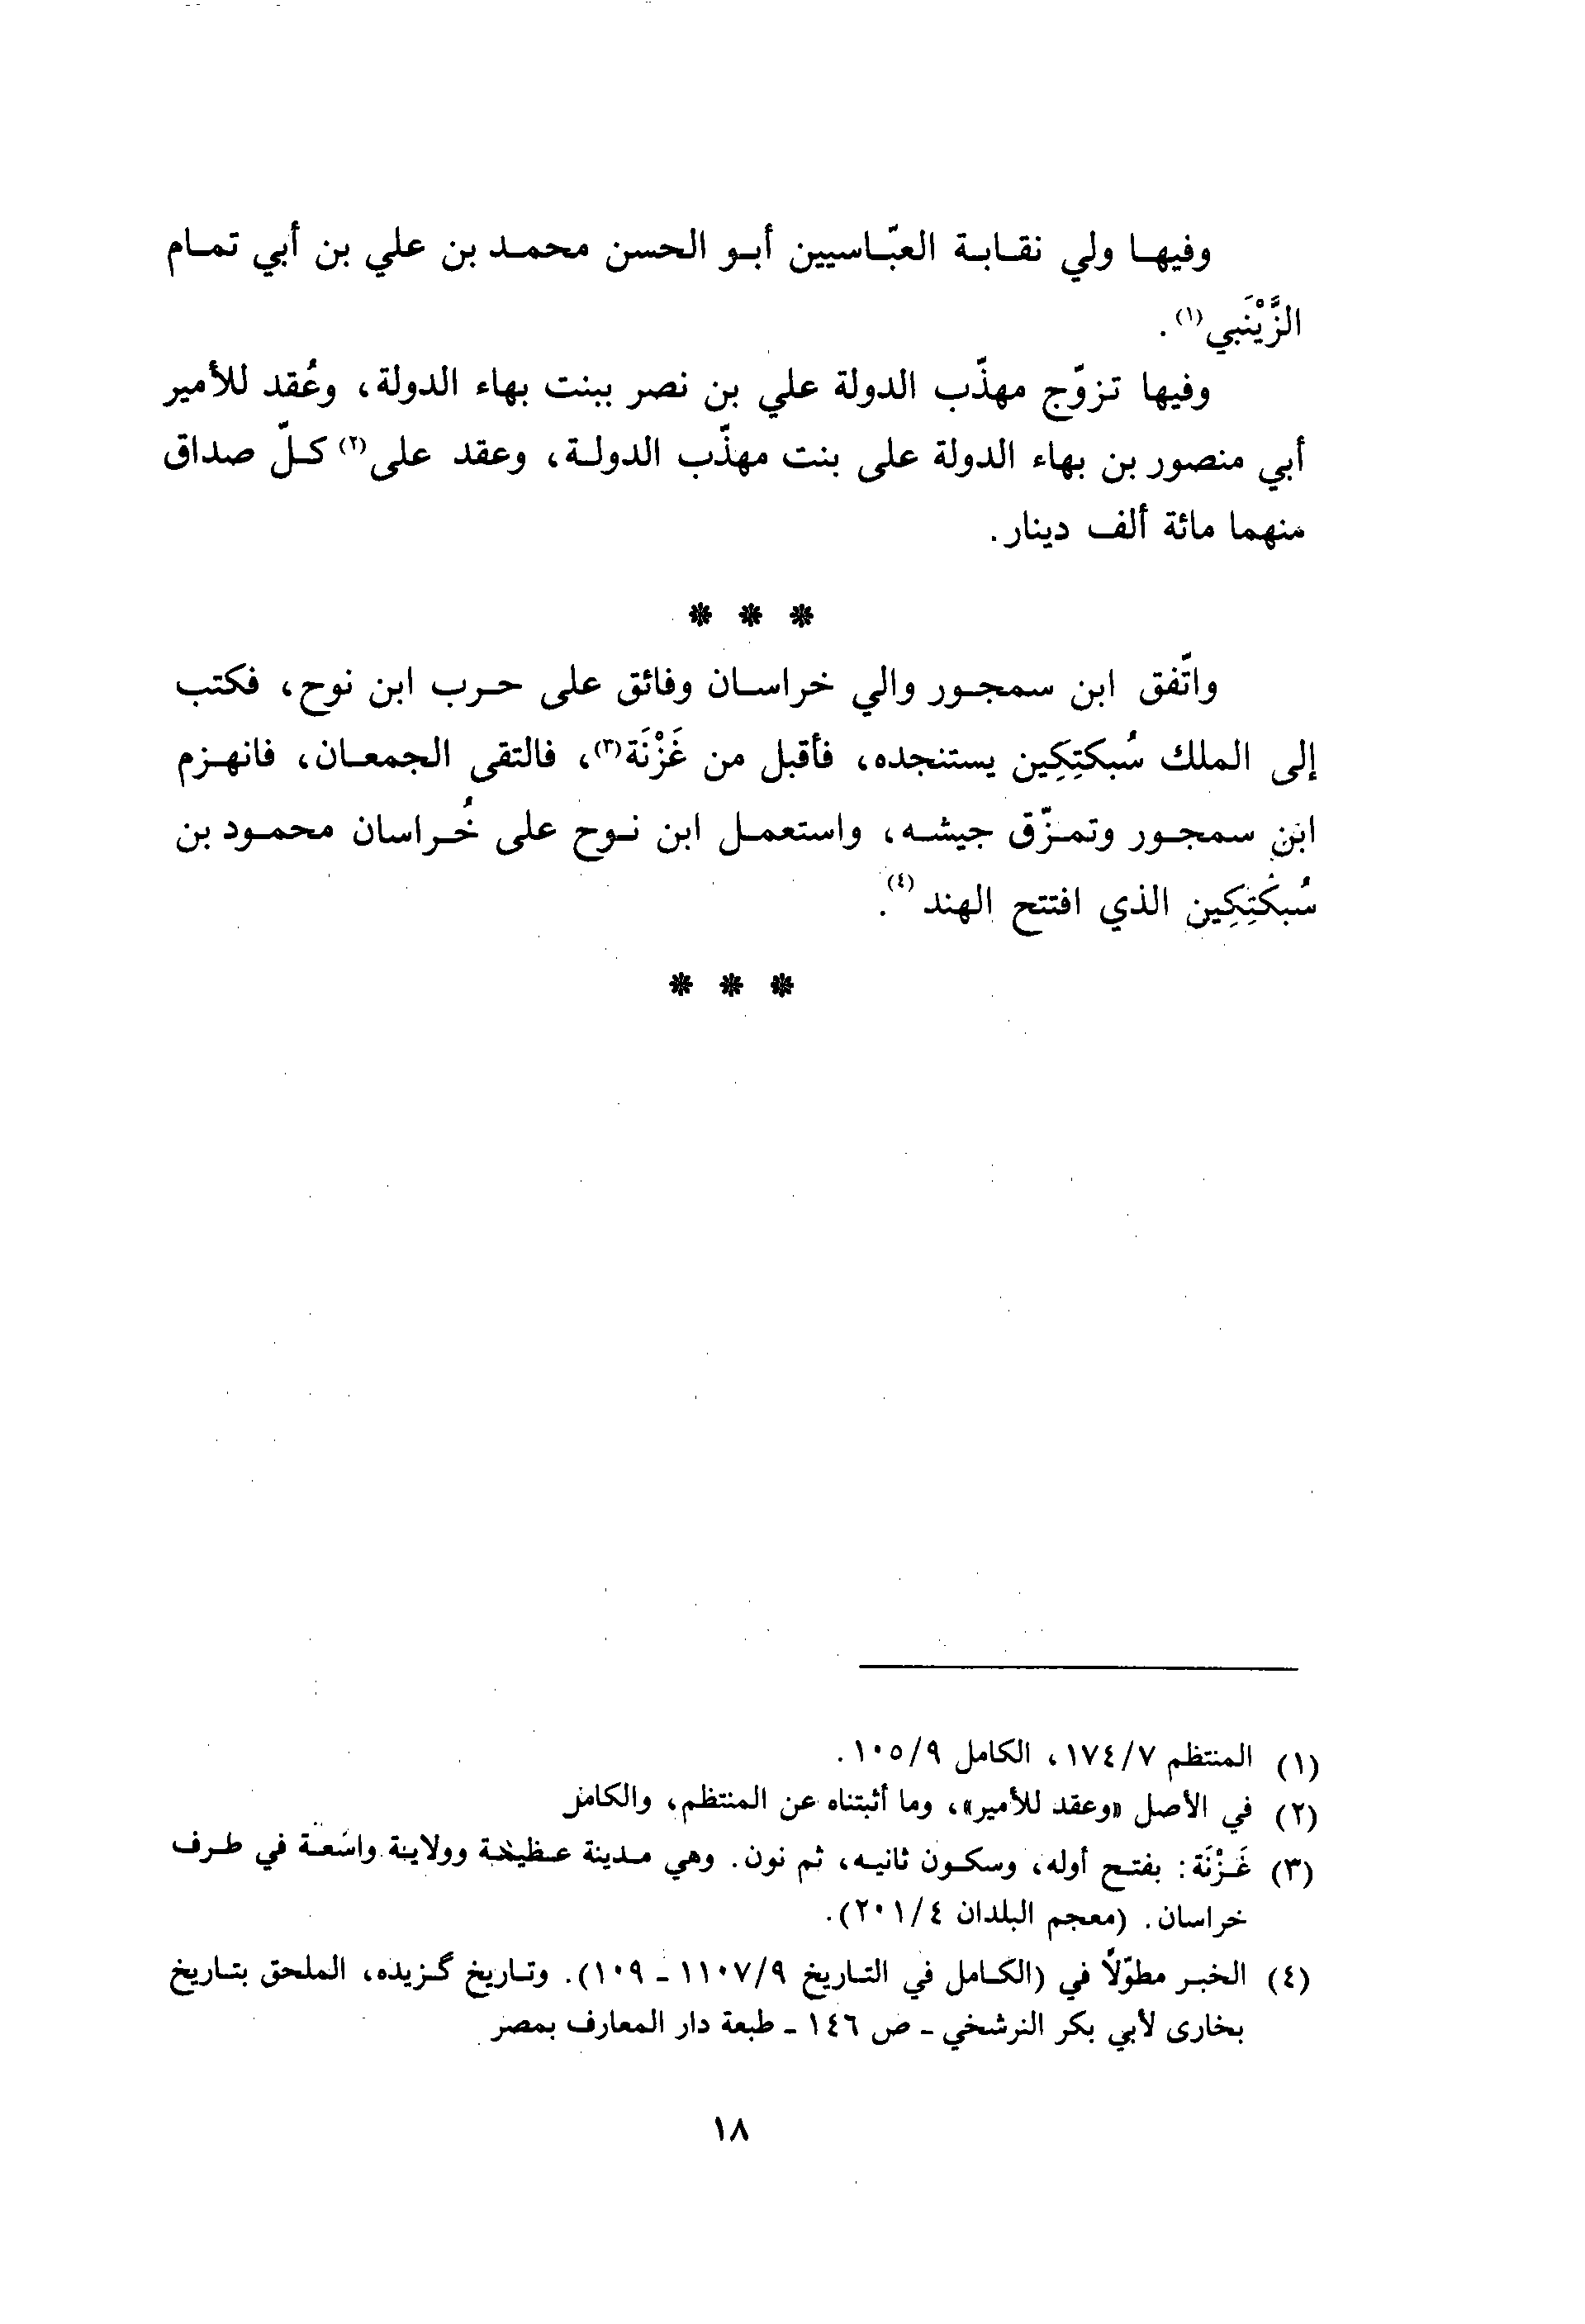 وفيها ولي نقابة العبّاسيين أبو الحسن محمد بن علي بن أبي تمام
الزَّيْنَبي(١).
وفيها تزوّج مهذّب الدولة علي بن نصر ببنت بهاء الدولة، وعُقد للأمير
أبي منصور بن بهاء الدولة على بنت مهذّب الدولة، وعقد على(٢) كلّ صداق
منهما مائة ألف دينار.
* * *
واتّفق ابن سمجور والي خراسان وفائق على حرب ابن نوح، فكتب
إلى الملك سُبكتِكِين يستنجده، فأقبل من غَزْنَة(٣)، فالتقى الجمعان، فانهزم
ابن سمجور وتمزّق جيشه، واستعمل ابن نوح على خُراسان محمود بن
سُبكْتِكِين الذي افتتح الهند(٤).
* * *
(١) المنتظم ١٧٤/٧، الكامل ١٠٥/٩.
(٢) في الأصل «وعقد للأمير»، وما أثبتناه عن المنتظم، والكامل
(٣) غَزْنَة: بفتح أوله، وسكون ثانيه، ثم نون. وهي مدينة عظيمة وولاية واسعة في طرف
خراسان. (معجم البلدان ٢٠١/٤).
(٤) الخبر مطوّلاً في (الكامل في التاريخ ١١٠٧/٩ - ١٠٩). وتاريخ گزيده، الملحق بتاريخ
بخارى لأبي بكر النرشخي - ص ١٤٦ - طبعة دار المعارف بمصر.
١٨